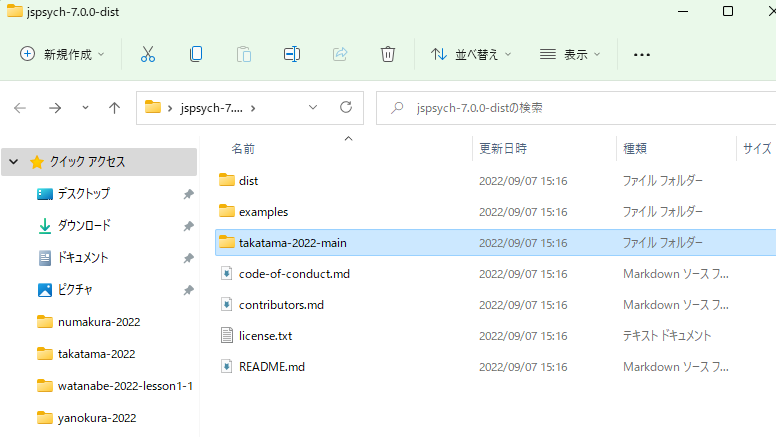 jspsych-7.0.0-dist
新規作成
並べ替え
表示
jspsych-7....
jspsych-7.0.0-distの検索
名前 更新日時 種類 サイズ
クイック アクセス
デスクトップ
ダウンロード
ドキュメント
ピクチャ
numakura-2022
takatama-2022
watanabe-2022-lesson1-1
yanokura-2022
dist 2022/09/07 15:16 ファイル フォルダー
examples 2022/09/07 15:16 ファイル フォルダー
takatama-2022-main 2022/09/07 15:16 ファイル フォルダー
code-of-conduct.md 2022/09/07 15:16 Markdown ソース フ...
contributors.md 2022/09/07 15:16 Markdown ソース フ...
license.txt 2022/09/07 15:16 テキスト ドキュメント
README.md 2022/09/07 15:16 Markdown ソース フ...